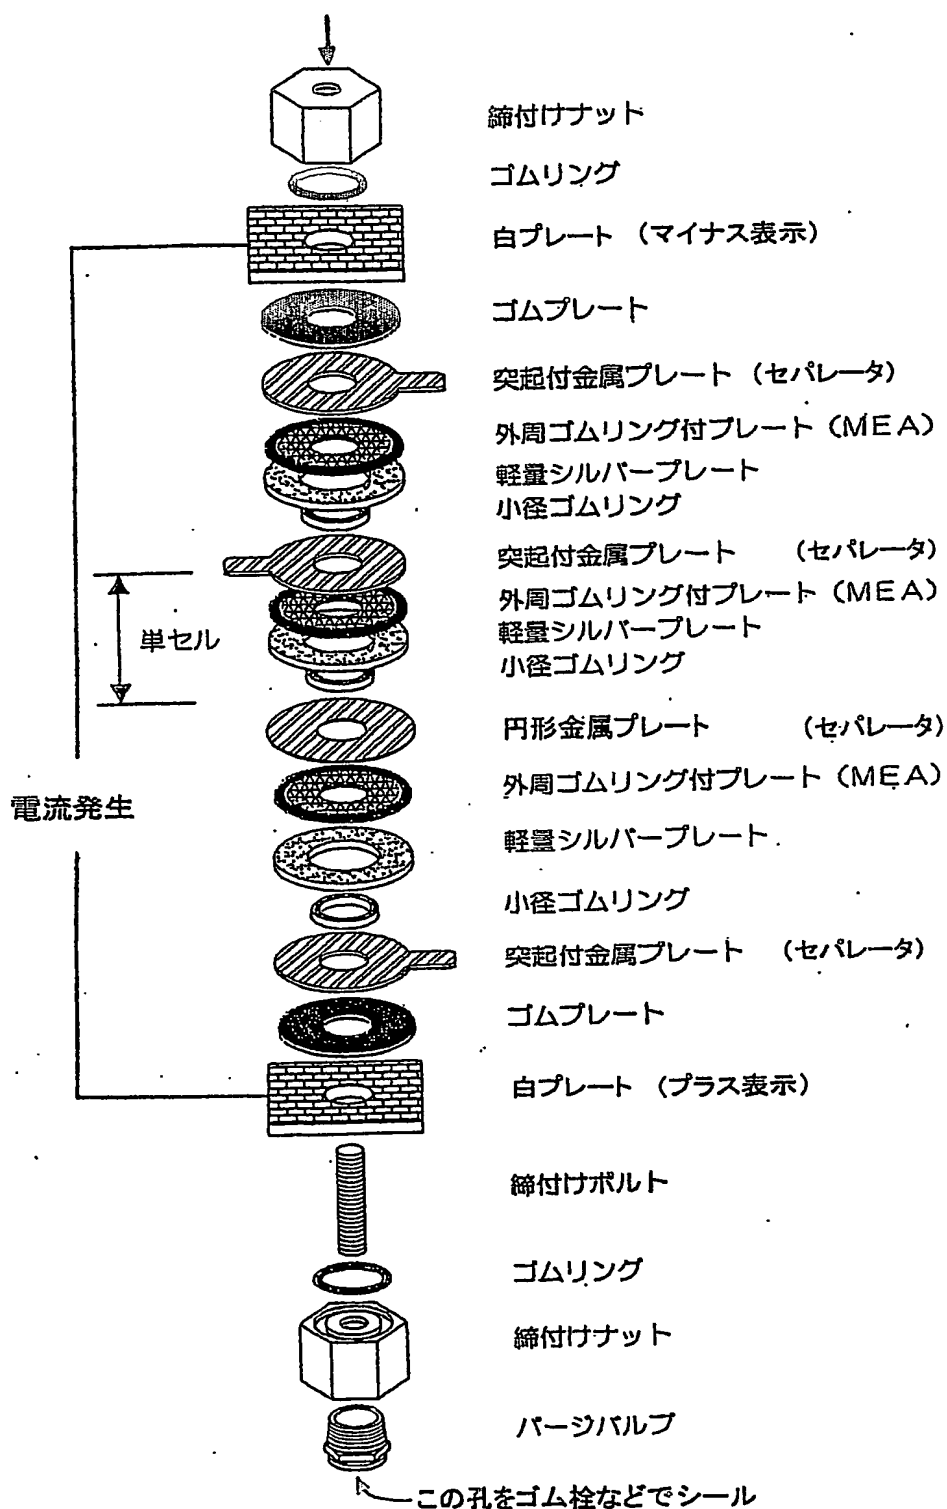 締付けナット
ゴムリング
白プレート (マイナス表示)
ゴムプレート
突起付金属プレート (セパレータ)
外周ゴムリング付プレート (MEA)
軽量シルバープレート
小径ゴムリング
突起付金属プレート (セパレータ)
外周ゴムリング付プレート (MEA)
軽量シルバープレート
単セル
小径ゴムリング
円形金属プレート (セパレータ)
外周ゴムリング付プレート (MEA)
電流発生
軽量シルバープレート
小径ゴムリング
突起付金属プレート (セパレータ)
ゴムプレート
白プレート (プラス表示)
締付けボルト
ゴムリング
締付けナット
パージバルブ
この孔をゴム栓などでシール